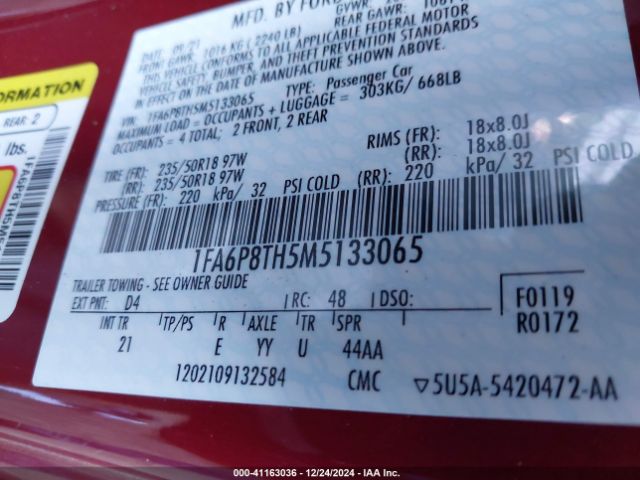 MFD. BY FORD
GVWR:
DATE: 09/21
REAR GAWR:
FRONT GAWR: 1016 KG ( 2240 LB)
THIS VEHICLE CONFORMS TO ALL APPLICABLE FEDERAL MOTOR
VEHICLE SAFETY, BUMPER, AND THEFT PREVENTION STANDARDS
IN EFFECT ON THE DATE OF MANUFACTURE SHOWN ABOVE.
VIN: 1FA6P8TH5M5133065 TYPE: Passenger Car
MAXIMUM LOAD = OCCUPANTS + LUGGAGE = 303KG/ 668LB
OCCUPANTS = 4 TOTAL; 2 FRONT, 2 REAR
TIRE (FR): 235/50R18 97W RIMS (FR): 18x8.0J
(RR): 235/50R18 97W (RR): 18x8.0J
PRESSURE (FR): 220 kPa/ 32 PSI COLD (RR): 220 kPa/ 32 PSI COLD
1FA6P8TH5M5133065
TRAILER TOWING - SEE OWNER GUIDE
EXT PNT: D4 RC: 48 DSO: F0119
R0172
INT TR TP/PS R AXLE TR SPR
21 E YY U 44AA
1202109132584 CMC ▽5U5A-5420472-AA
FORMATION
REAR: 2
lbs.
000-41163036 • 12/24/2024 • IAA Inc.